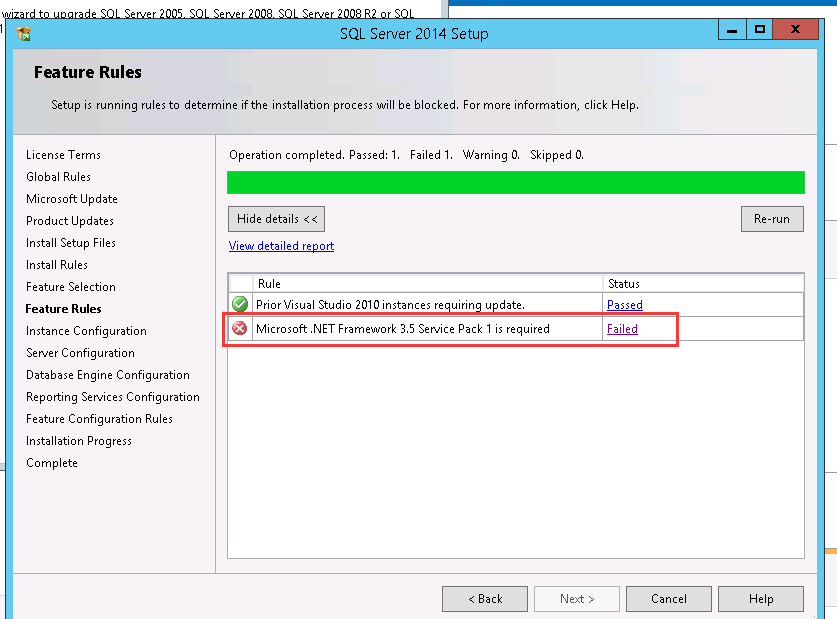 wizard to upgrade SQL Server 2005, SQL Server 2008, SQL Server 2008 R2 or SQL
SQL Server 2014 Setup
Feature Rules
Setup is running rules to determine if the installation process will be blocked. For more information, click Help.
License Terms
Global Rules
Microsoft Update
Product Updates
Install Setup Files
Install Rules
Feature Selection
Feature Rules
Instance Configuration
Server Configuration
Database Engine Configuration
Reporting Services Configuration
Feature Configuration Rules
Installation Progress
Complete
Operation completed. Passed: 1. Failed 1. Warning 0. Skipped 0.
Hide details <<
Re-run
View detailed report
Rule Status
Prior Visual Studio 2010 instances requiring update. Passed
Microsoft .NET Framework 3.5 Service Pack 1 is required Failed
< Back Next > Cancel Help